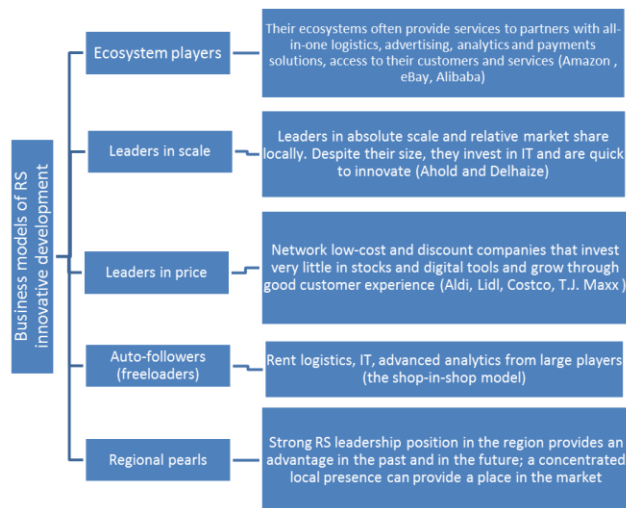 Business models of RS
innovative development
Ecosystem players
Their ecosystems often provide services to partners with all-
in-one logistics, advertising, analytics and payments
solutions, access to their customers and services (Amazon ,
eBay, Alibaba)
Leaders in scale
Leaders in absolute scale and relative market share
locally. Despite their size, they invest in IT and are quick
to innovate (Ahold and Delhaize)
Leaders in price
Network low-cost and discount companies that invest
very little in stocks and digital tools and grow through
good customer experience (Aldi, Lidl, Costco, T.J. Maxx )
Auto-followers
(freeloaders)
Rent logistics, IT, advanced analytics from large players
(the shop-in-shop model)
Regional pearls
Strong RS leadership position in the region provides an
advantage in the past and in the future; a concentrated
local presence can provide a place in the market